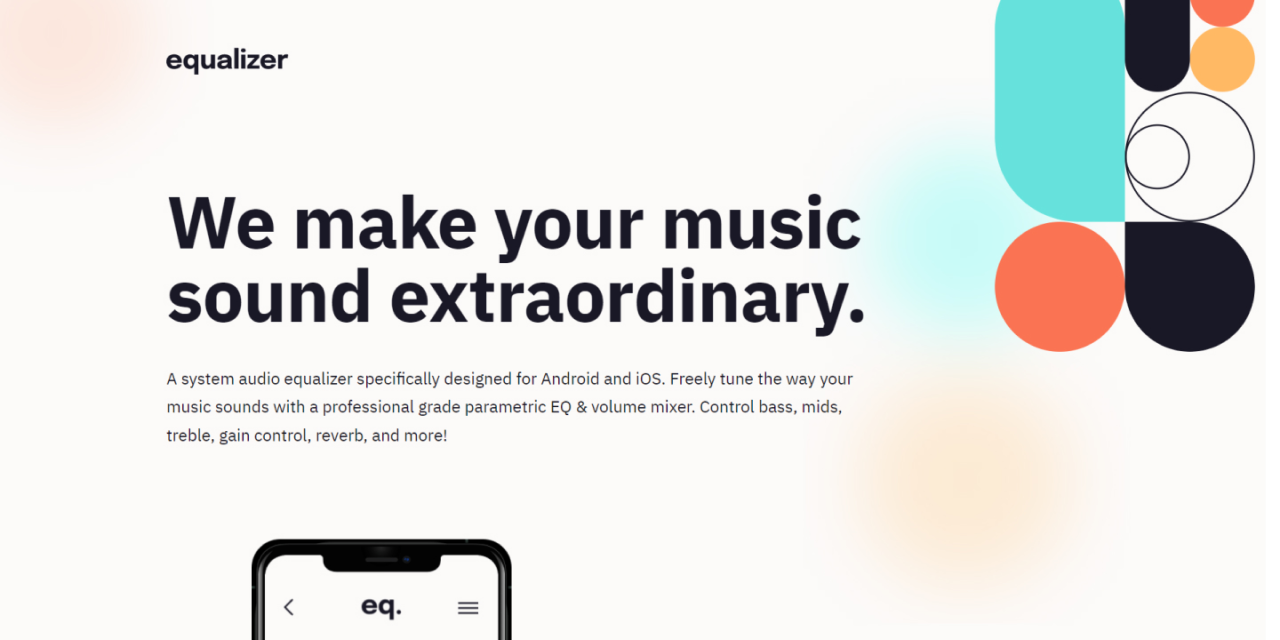 equalizer
We make your music
sound extraordinary.
A system audio equalizer specifically designed for Android and iOS. Freely tune the way your
music sounds with a professional grade parametric EQ & volume mixer. Control bass, mids,
treble, gain control, reverb, and more!
eq.